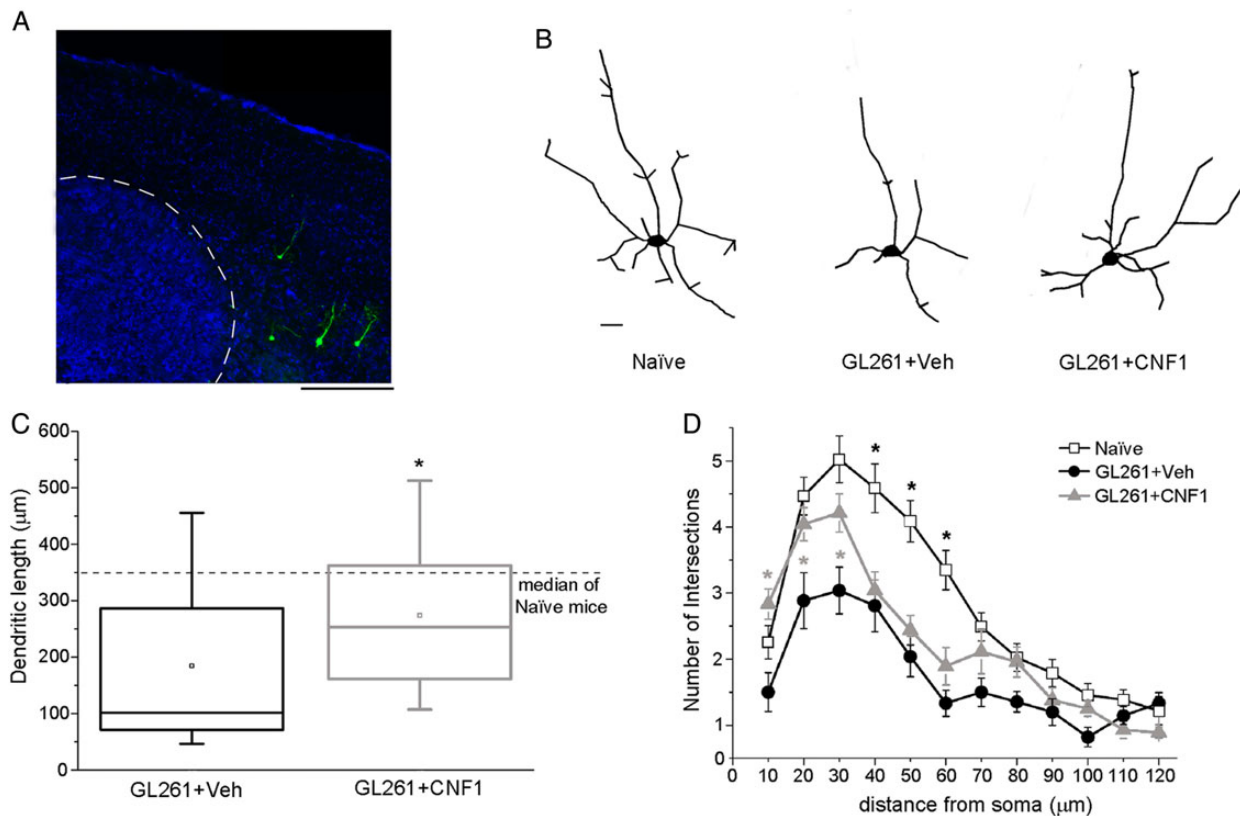 A
B
Naïve
GL261+Veh
GL261+CNF1
C
Dendritic length (µm)
600
500
400
300
200
100
0
*
median of
Naïve mice
GL261+Veh
GL261+CNF1
D
Number of Intersections
5
4
3
2
1
0
* * *
* * *
Naïve
GL261+Veh
GL261+CNF1
0 10 20 30 40 50 60 70 80 90 100 110 120
distance from soma (µm)